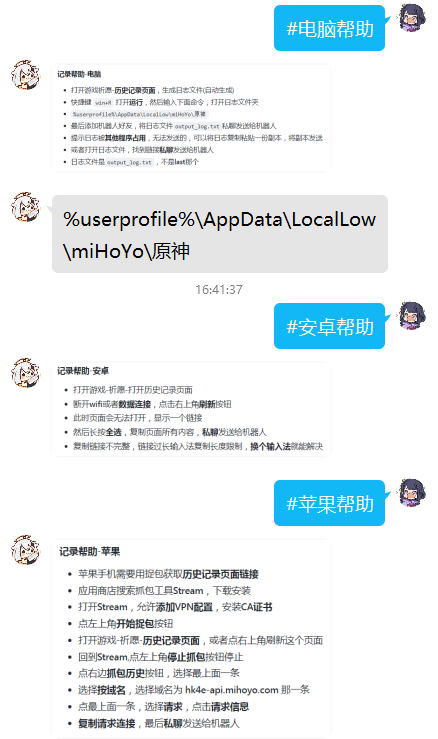 #电脑帮助
记录帮助-电脑
打开游戏祈愿-历史记录页面，生成日志文件(自动生成)
快捷键 win+R 打开运行，然后输入下面命令，打开日志文件夹
%userprofile%\AppData\LocalLow\miHoYo\原神
最后添加机器人好友，将日志文件 output_log.txt 私聊发送给机器人
提示日志被其他程序占用，无法发送的，可以将日志复制粘贴一份副本，将副本发送
或者打开日志文件，找到链接私聊发送给机器人
日志文件是 output_log.txt ，不是last那个
%userprofile%\AppData\LocalLow
\miHoYo\原神
16:41:37
#安卓帮助
记录帮助-安卓
打开游戏-祈愿-打开历史记录页面
断开wifi或者数据连接，点击右上角刷新按钮
此时页面会无法打开，显示一个链接
然后长按全选，复制页面所有内容，私聊发送给机器人
复制链接不完整，链接过长输入法复制长度限制，换个输入法就能解决
#苹果帮助
记录帮助-苹果
苹果手机需要用捉包获取历史记录页面链接
应用商店搜索抓包工具Stream，下载安装
打开Stream，允许添加VPN配置，安装CA证书
点左上角开始捉包按钮
打开游戏-祈愿-历史记录页面，或者点右上角刷新这个页面
回到Stream,点左上角停止抓包按钮停止
点右边抓包历史按钮，选择最上面一条
选择按域名，选择域名为 hk4e-api.mihoyo.com 那一条
点最上面一条，选择请求，点击请求信息
复制请求连接，最后私聊发送给机器人